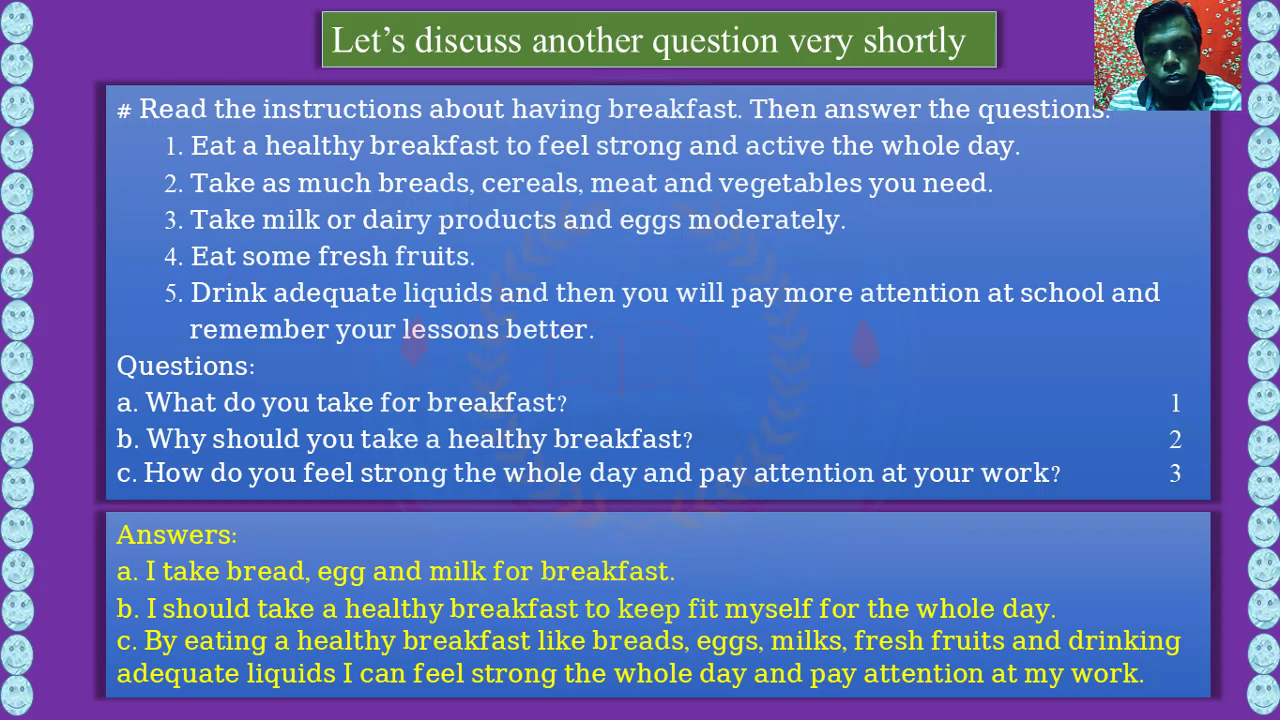 Let’s discuss another question very shortly
# Read the instructions about having breakfast. Then answer the questions.
1. Eat a healthy breakfast to feel strong and active the whole day.
2. Take as much breads, cereals, meat and vegetables you need.
3. Take milk or dairy products and eggs moderately.
4. Eat some fresh fruits.
5. Drink adequate liquids and then you will pay more attention at school and
remember your lessons better.
Questions:
a. What do you take for breakfast? 1
b. Why should you take a healthy breakfast? 2
c. How do you feel strong the whole day and pay attention at your work? 3
Answers:
a. I take bread, egg and milk for breakfast.
b. I should take a healthy breakfast to keep fit myself for the whole day.
c. By eating a healthy breakfast like breads, eggs, milks, fresh fruits and drinking
adequate liquids I can feel strong the whole day and pay attention at my work.